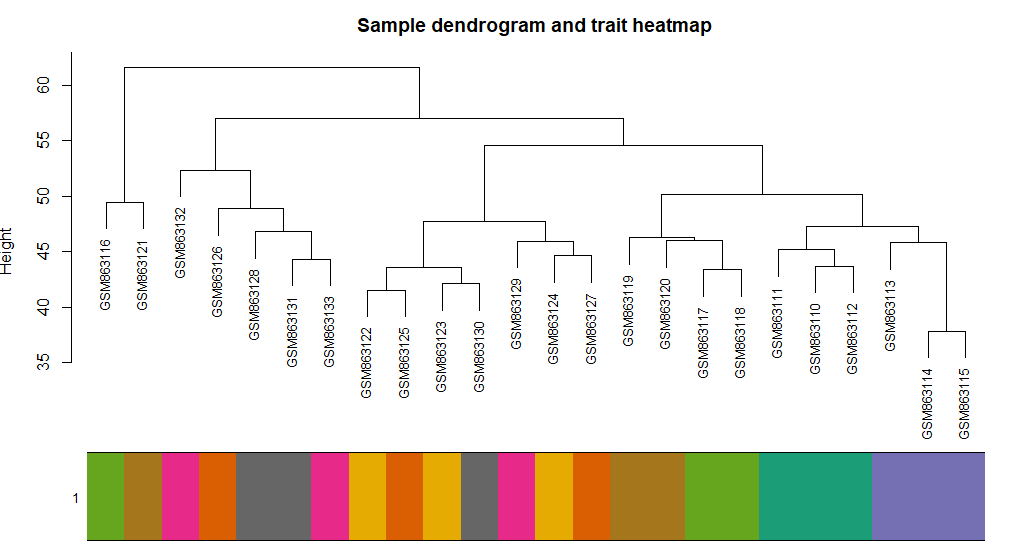 Sample dendrogram and trait heatmap
Height
60
55
50
45
40
35
GSM863116
GSM863121
GSM863132
GSM863126
GSM863128
GSM863131
GSM863133
GSM863122
GSM863125
GSM863123
GSM863130
GSM863129
GSM863124
GSM863127
GSM863119
GSM863120
GSM863117
GSM863118
GSM863111
GSM863110
GSM863112
GSM863113
GSM863114
GSM863115
1